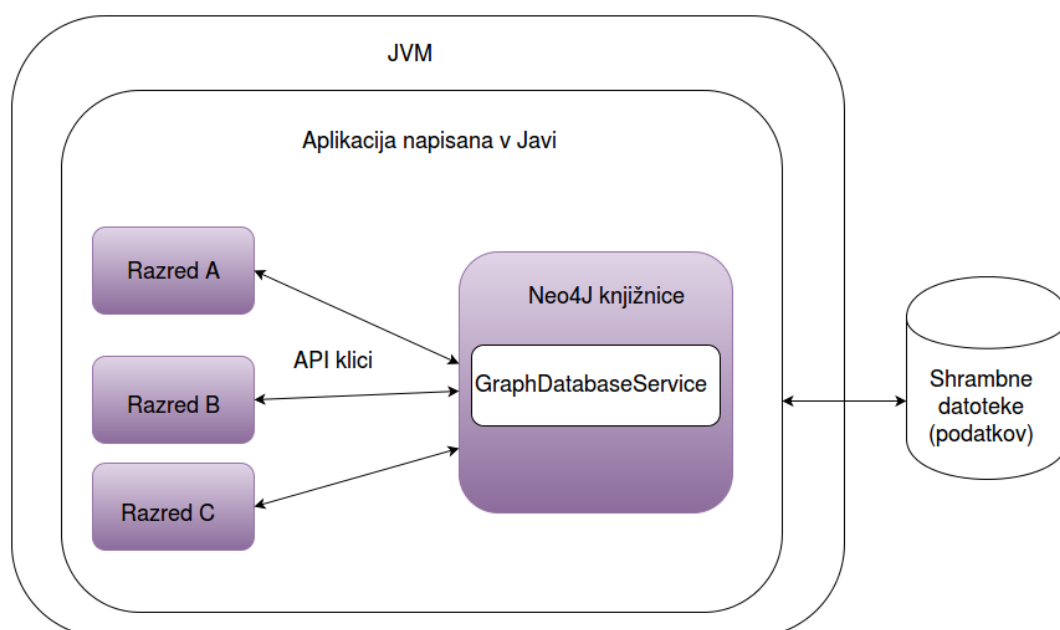 JVM
Aplikacija napisana v Javi
Razred A
Neo4J knjižnice
API klici
GraphDatabaseService
Razred B
Shrambne
datoteke
(podatkov)
Razred C